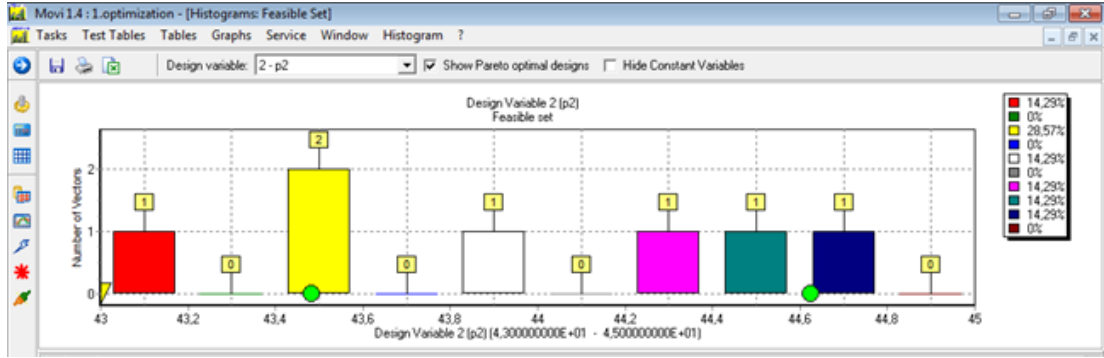 Movi 1.4 : 1.optimization - [Histograms: Feasible Set]
Tasks Test Tables Tables Graphs Service Window Histogram ?
Design variable: 2 - p2 Show Pareto optimal designs Hide Constant Variables
Design Variable 2 (p2)
Feasible set
Number of Vectors
2
1
0
1 0 2 0 1 0 1 1 1 0
43 43,2 43,4 43,6 43,8 44 44,2 44,4 44,6 44,8 45
Design Variable 2 (p2) (4,300000000E+01 - 4,500000000E+01)
14,29%
0%
28,57%
0%
14,29%
0%
14,29%
14,29%
14,29%
0%